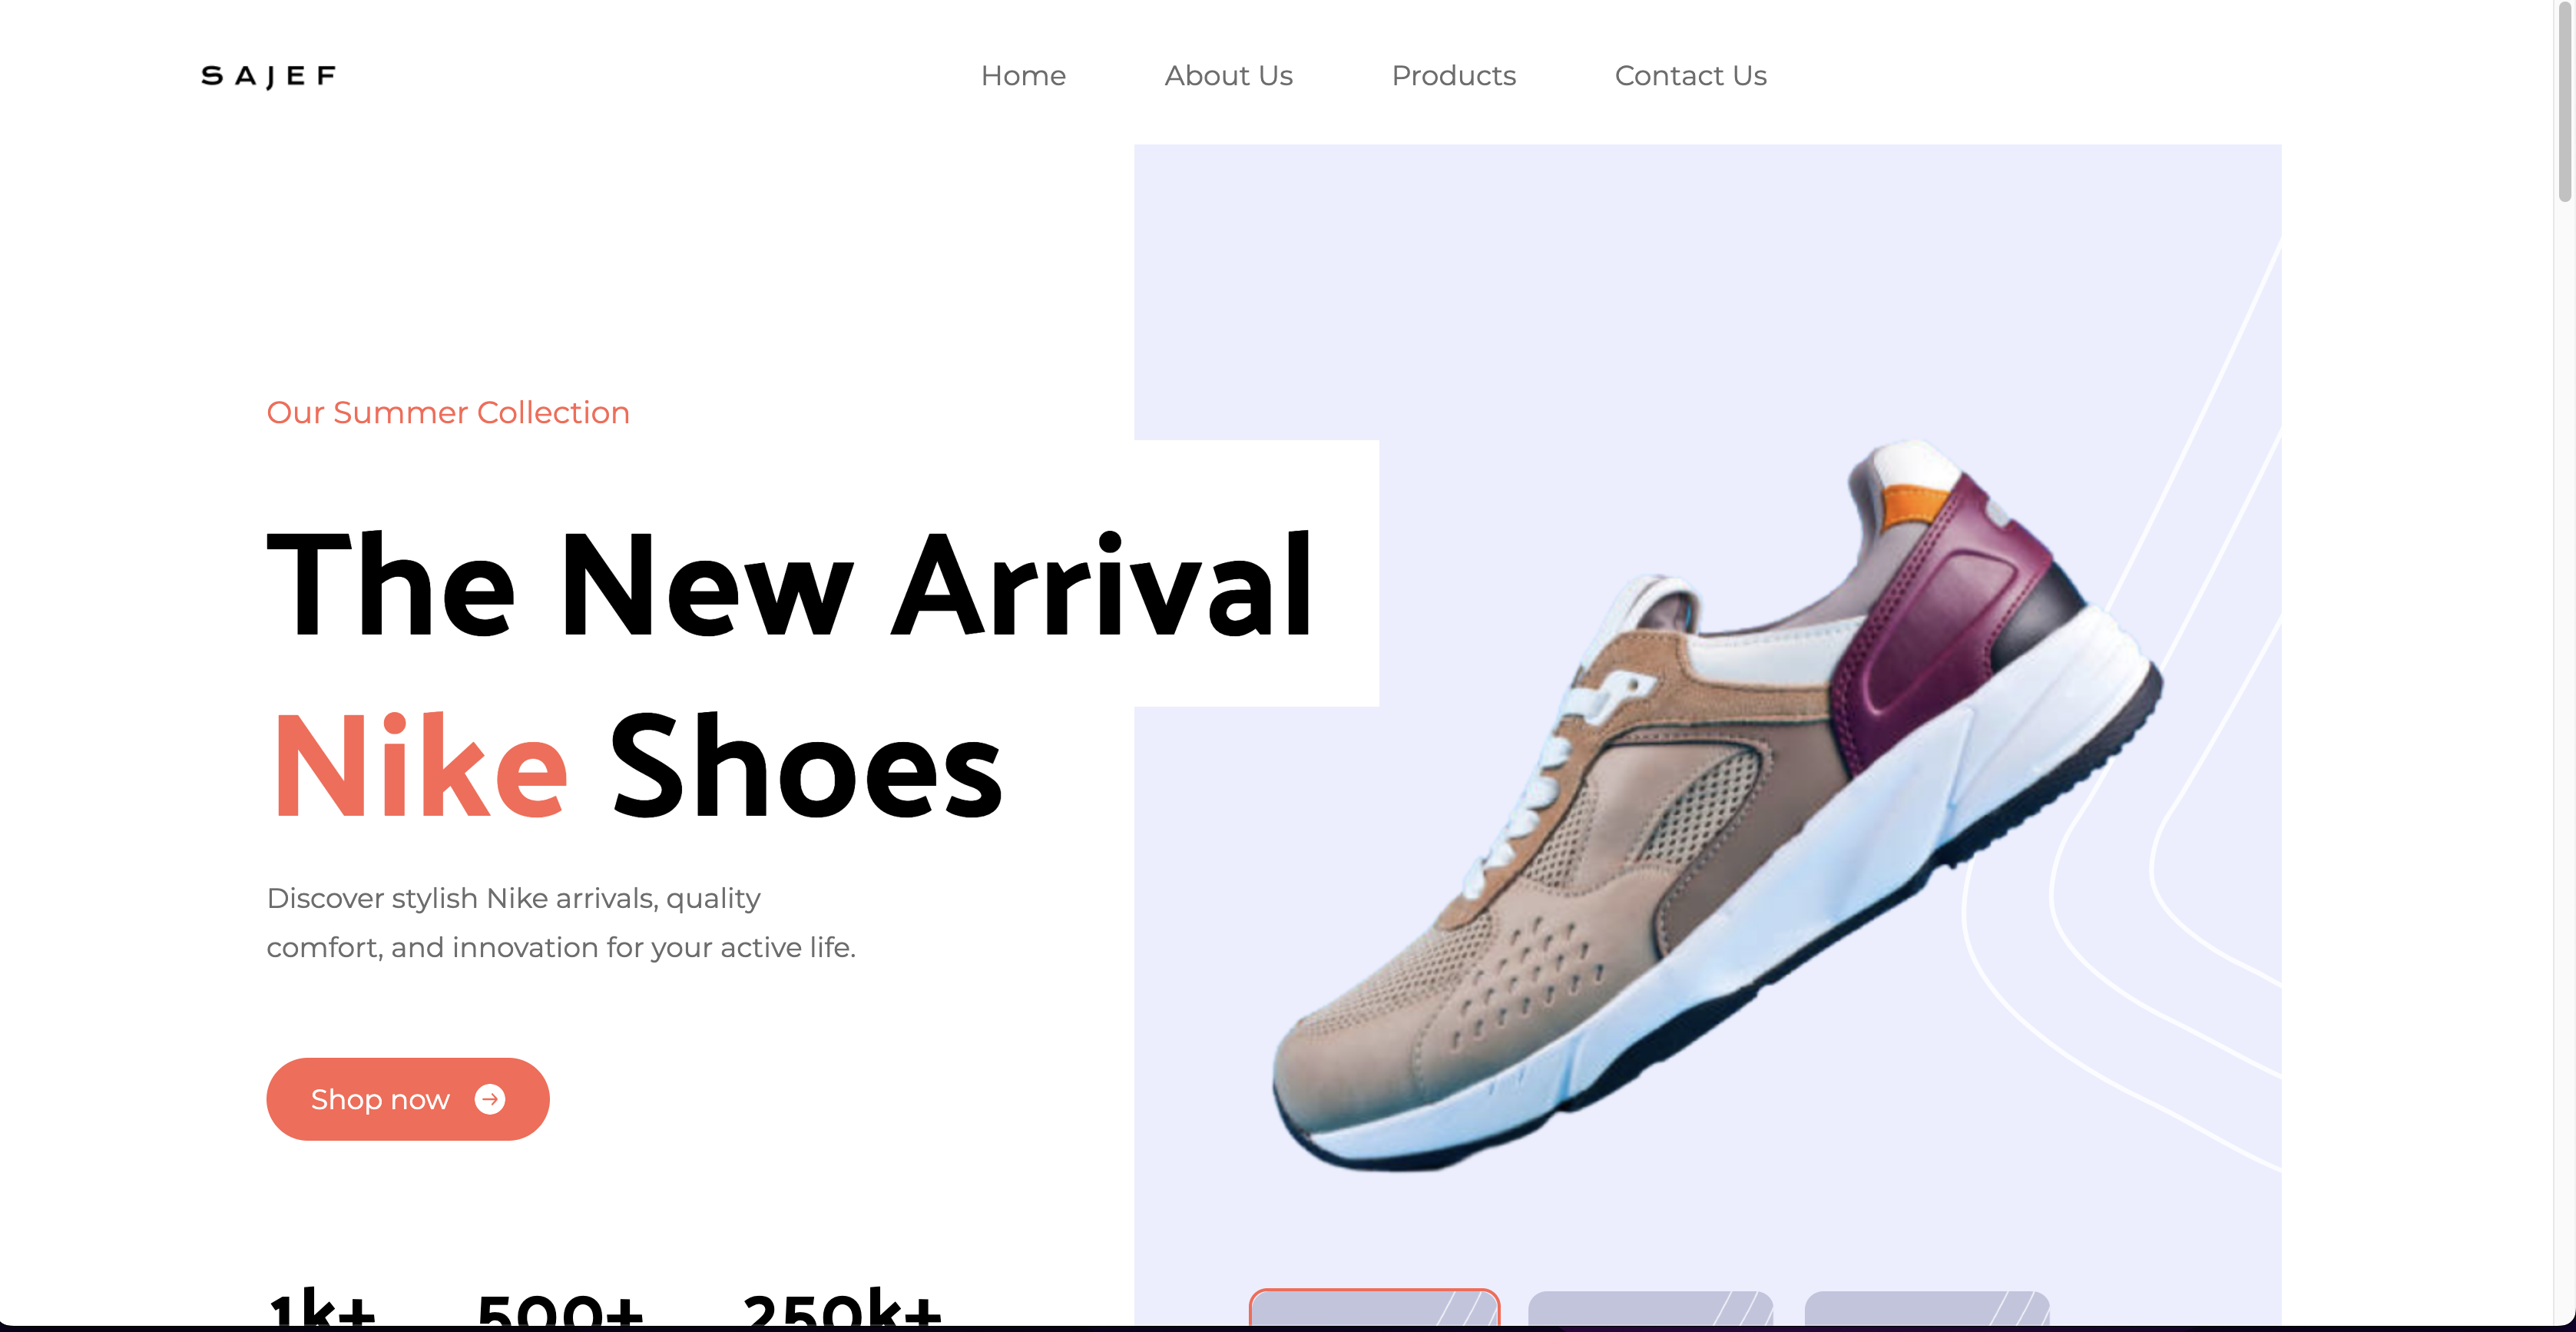 SAJEF
Home About Us Products Contact Us
Our Summer Collection
The New Arrival
Nike Shoes
Discover stylish Nike arrivals, quality
comfort, and innovation for your active life.
Shop now
1k+ 500+ 250k+